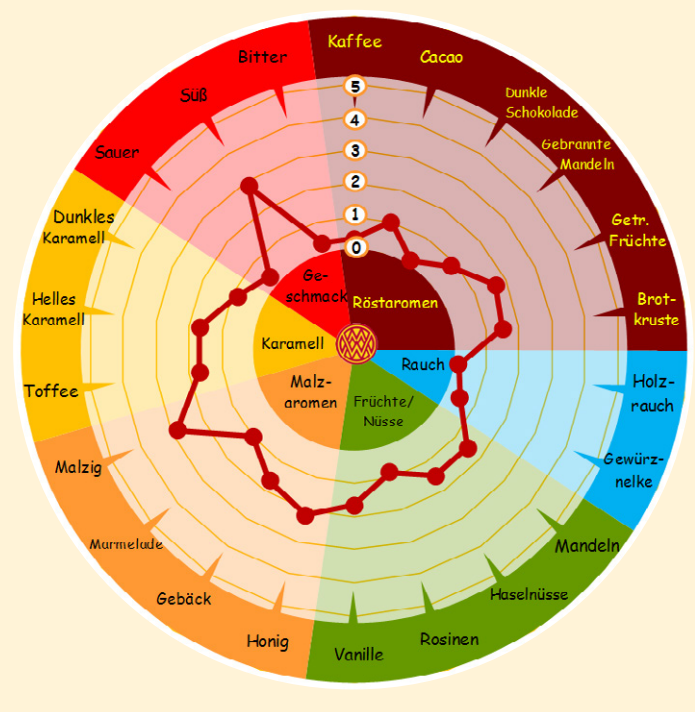 Kaffee
Cacao
Dunkle
Schokolade
Gebrannte
Mandeln
Getr.
Früchte
Brot-
kruste
Holz-
rauch
Gewürz-
nelke
Mandeln
Haselnüsse
Rosinen
Vanille
Honig
Gebäck
Marmelade
Malzig
Toffee
Helles
Karamell
Dunkles
Karamell
Sauer
Süß
Bitter
5
4
3
2
1
0
Ge-
schmack
Röstaromen
Karamell
Rauch
Malz-
aromen
Früchte/
Nüsse